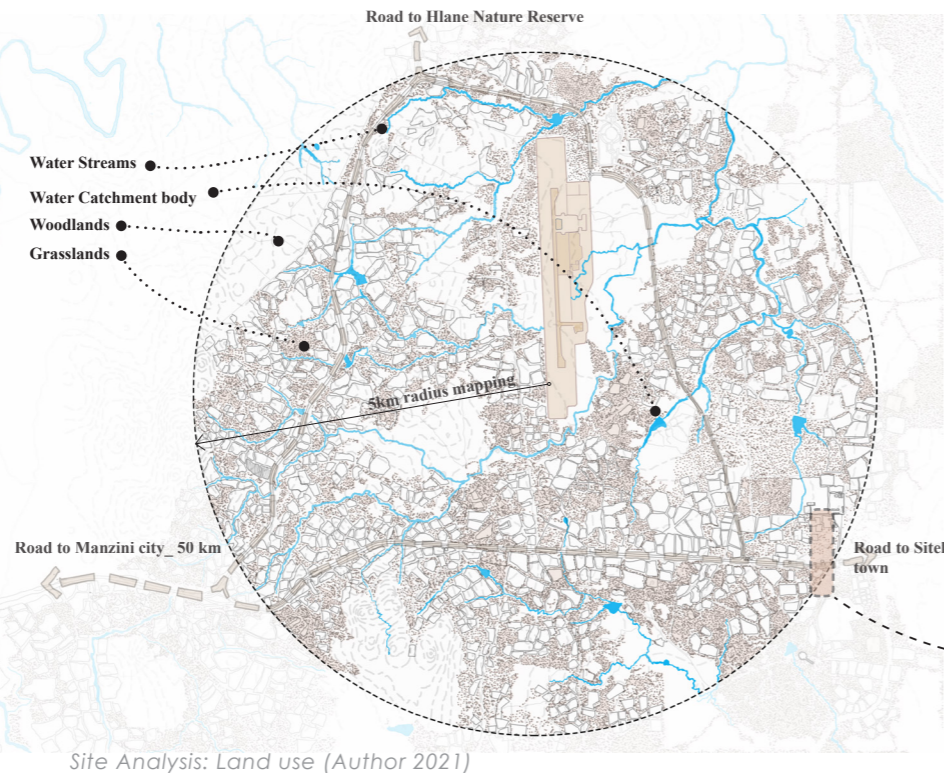 Road to Hlane Nature Reserve
Water Streams
Water Catchment body
Woodlands
Grasslands
5km radius mapping
Road to Manzini city_ 50 km
Road to Sitek
town
Site Analysis: Land use (Author 2021)